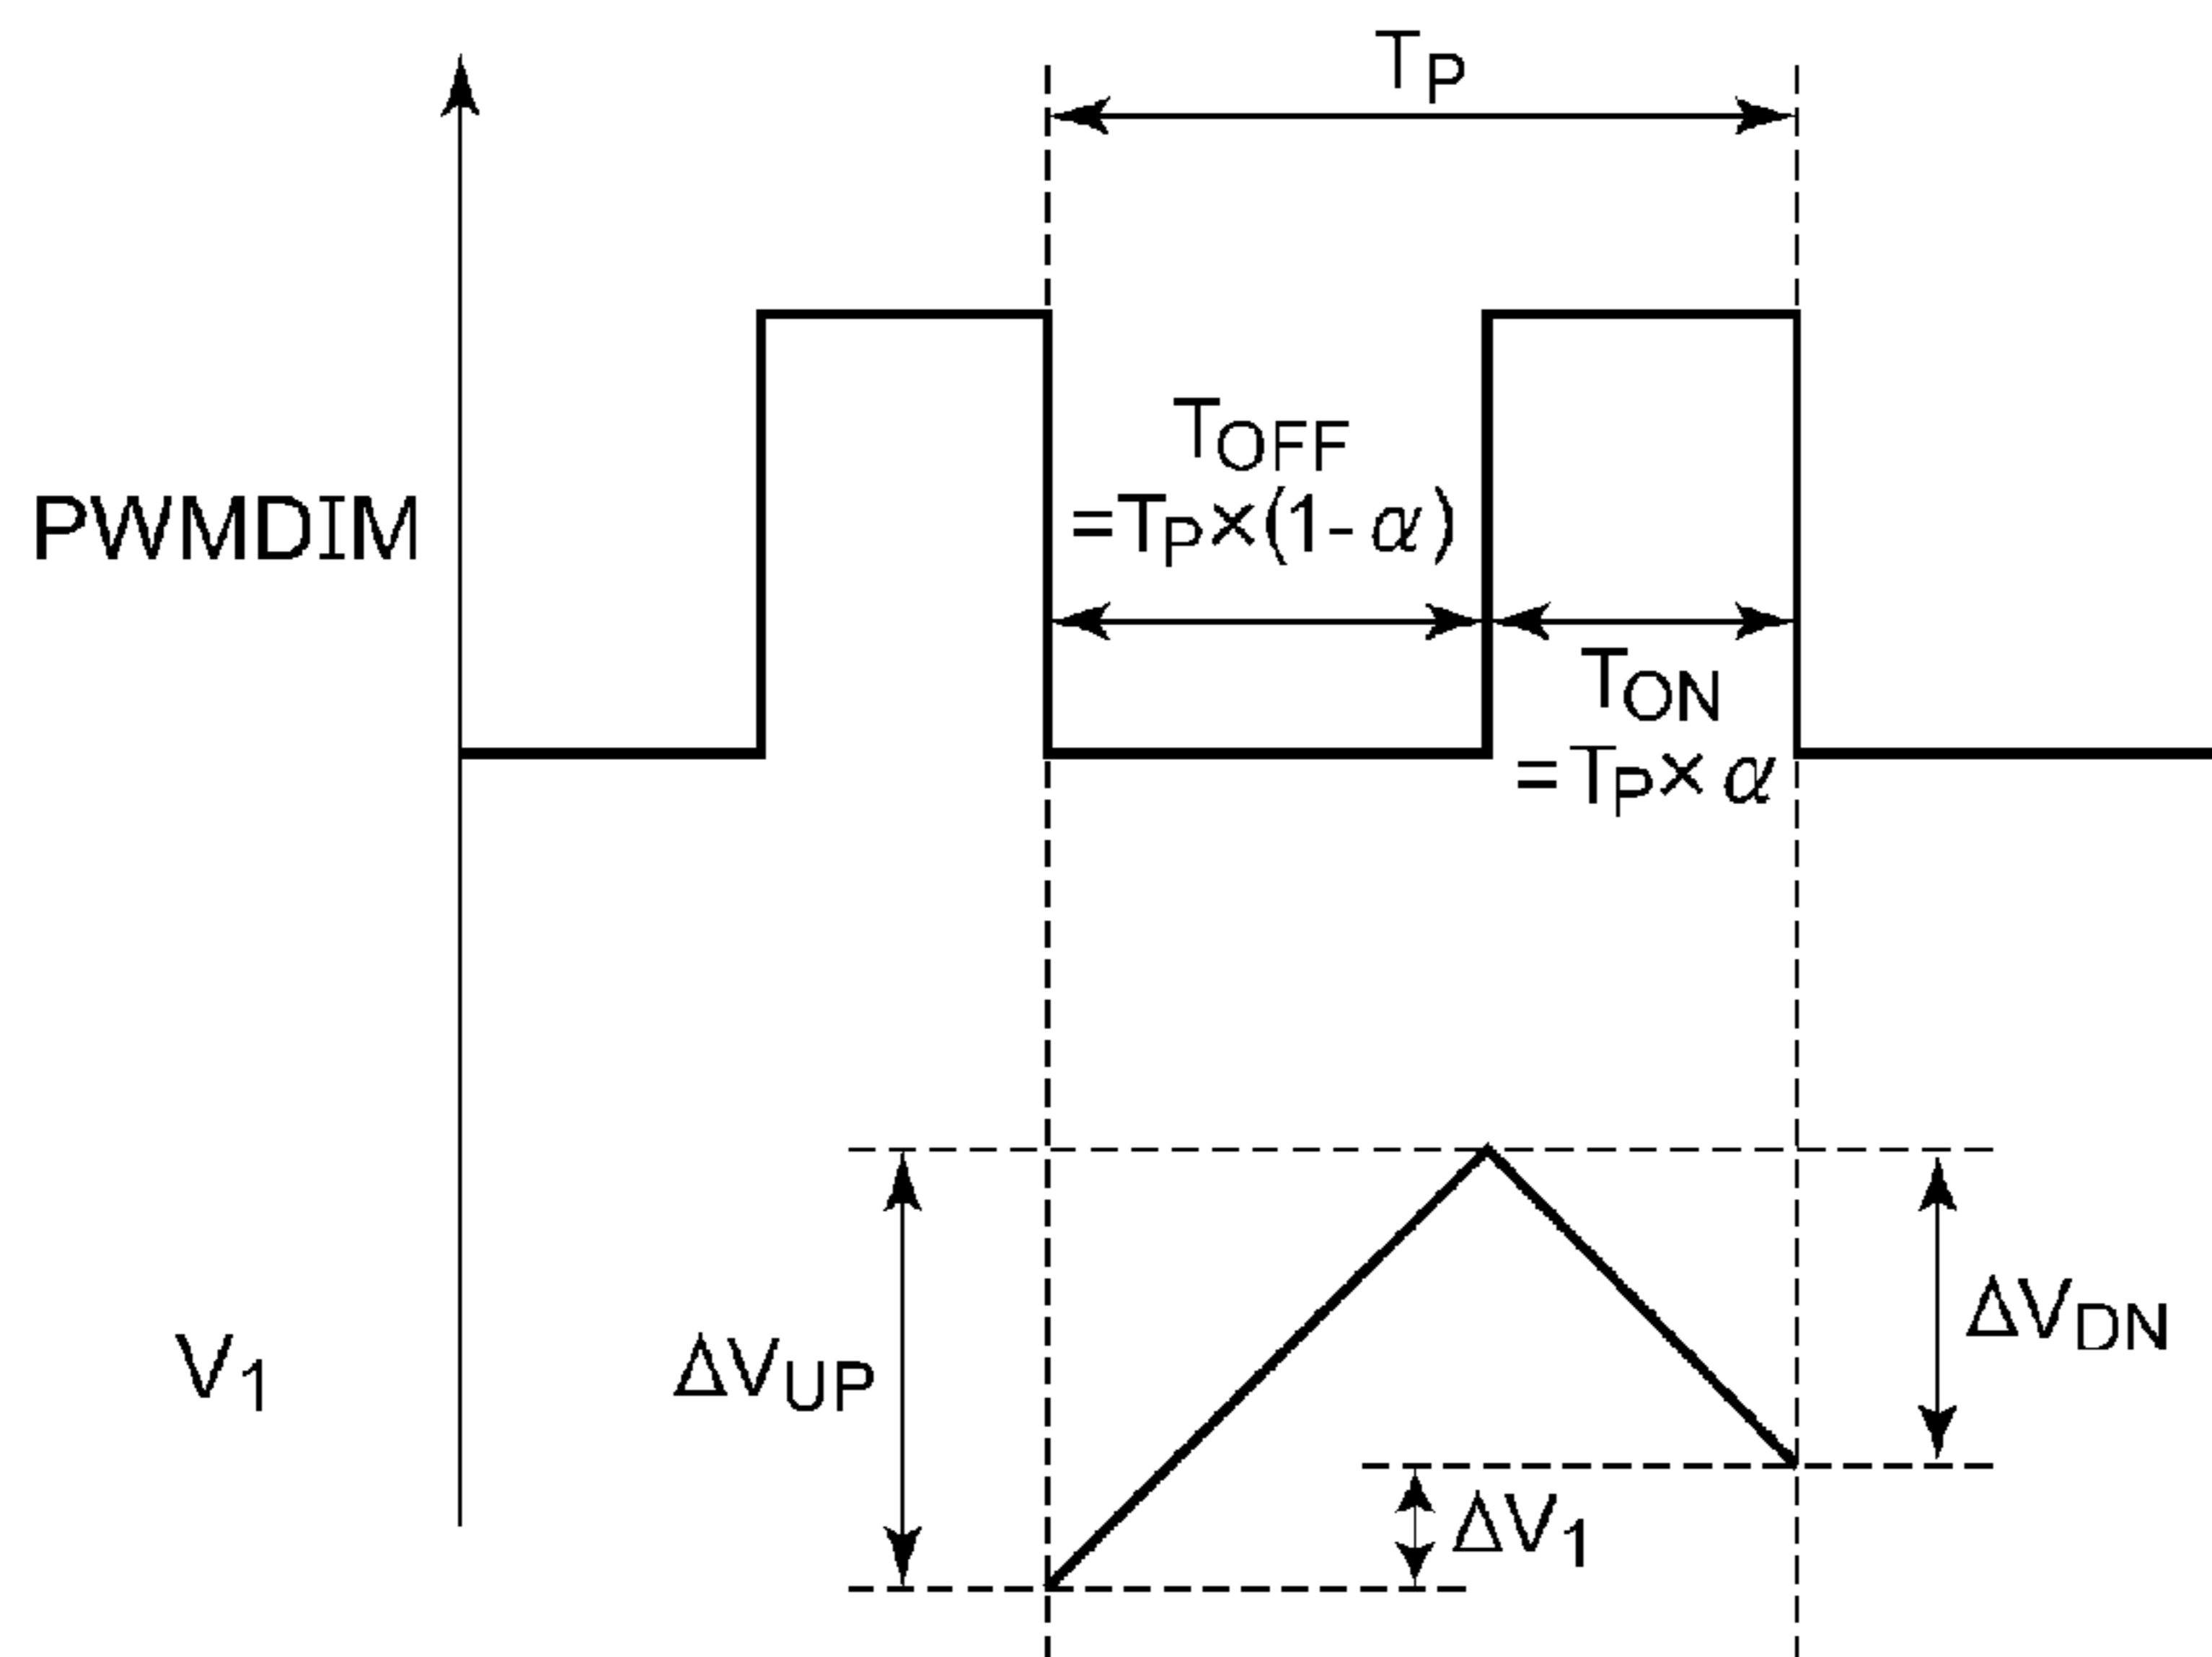 TP
TOFF
=TP×(1-α)
PWMDIM
TON
=TP×α
ΔVDN
V1
ΔVUP
ΔV1